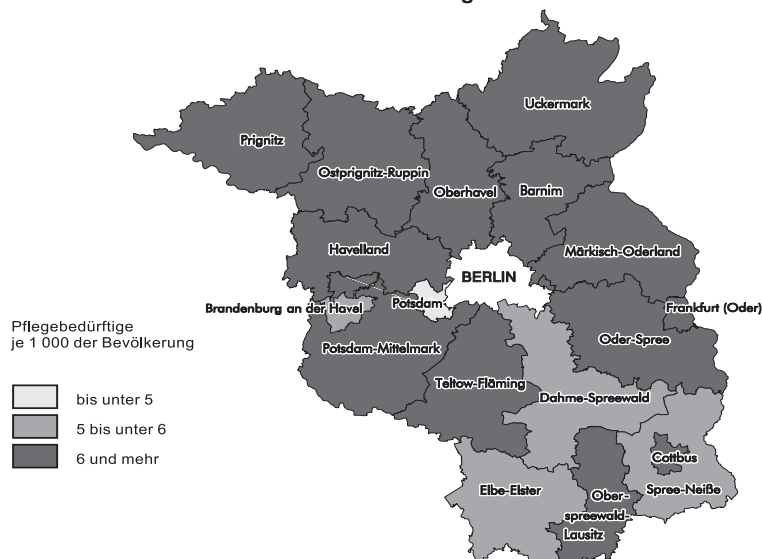 Uckermark
Prignitz
Ostprignitz-Ruppin
Oberhavel
Barnim
Havelland
Märkisch-Oderland
BERLIN
Brandenburg an der Havel
Potsdam
Frankfurt (Oder)
Pflegebedürftige
je 1 000 der Bevölkerung
Potsdam-Mittelmark
Oder-Spree
Teltow-Fläming
Dahme-Spreewald
bis unter 5
5 bis unter 6
6 und mehr
Cottbus
Elbe-Elster
Spree-Neiße
Ober-
spreewald-
Lausitz